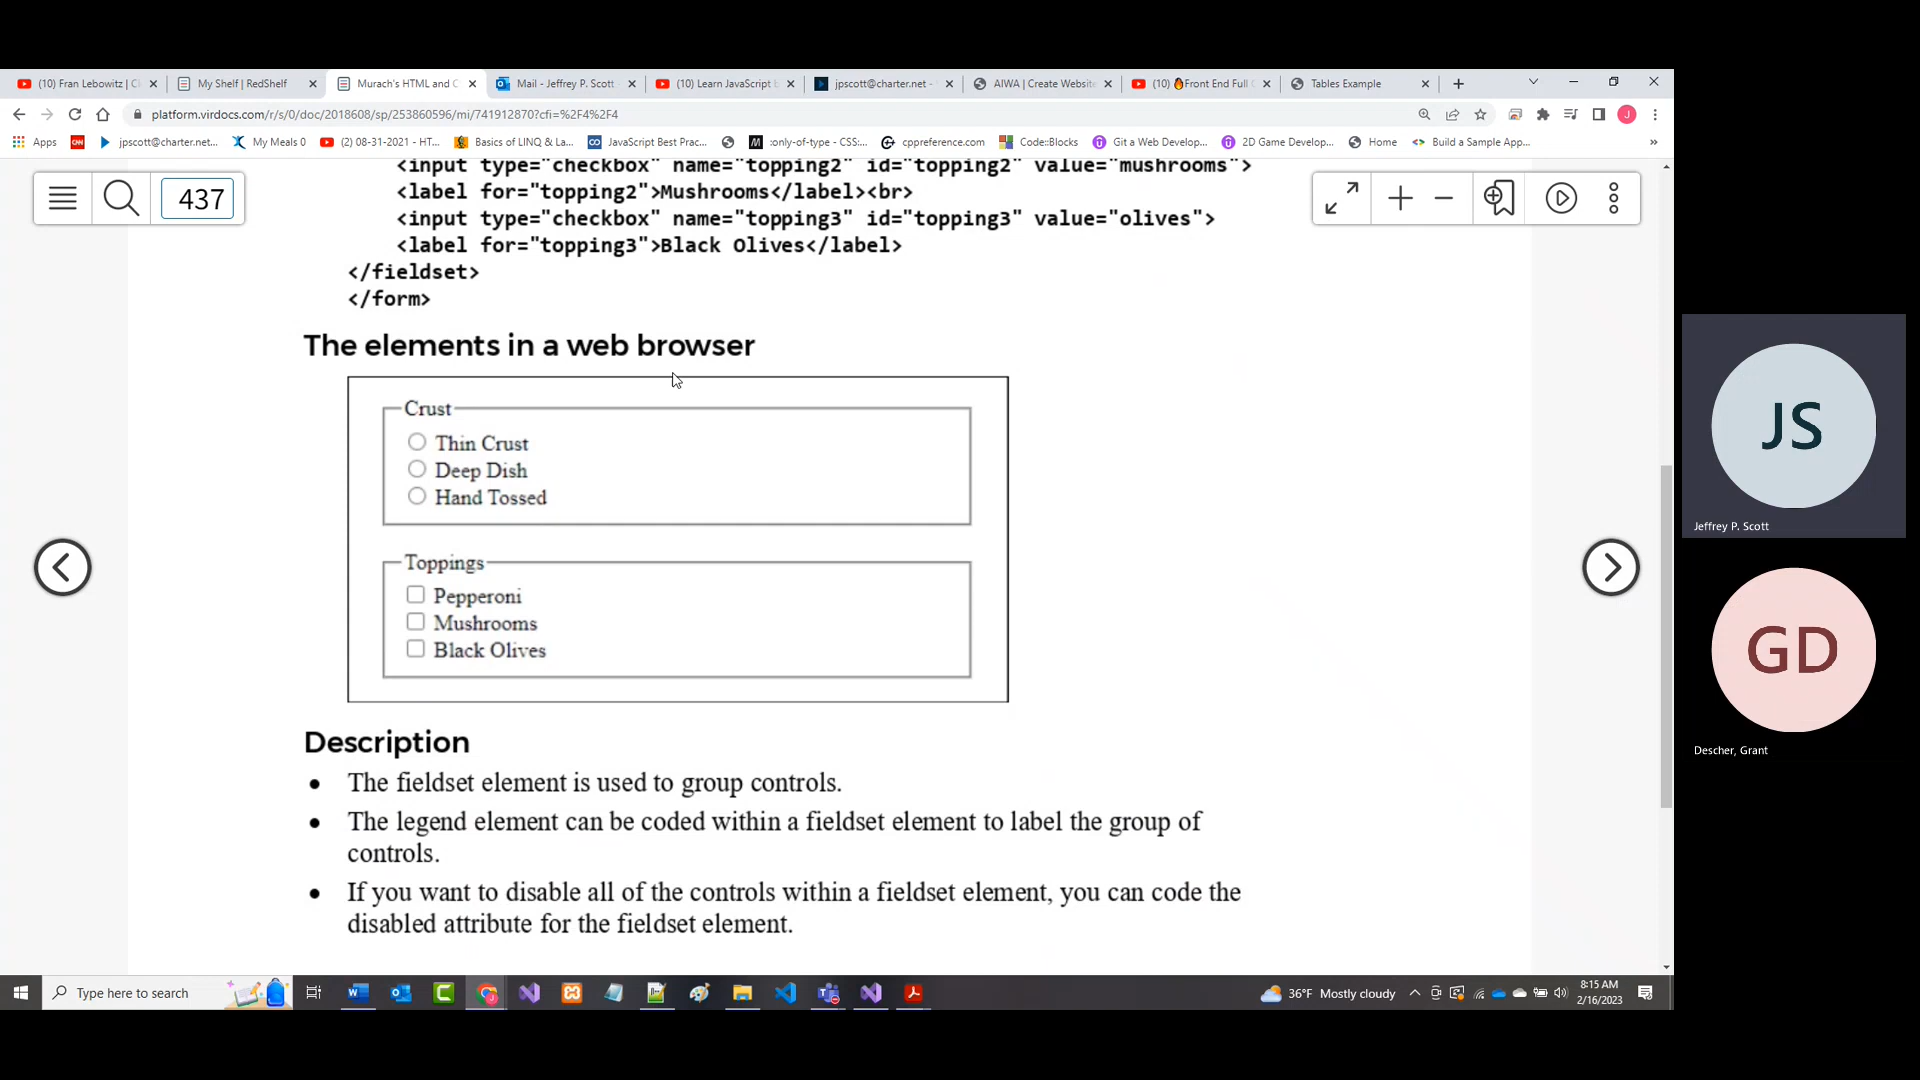 (10) Fran Lebowitz | C
My Shelf | RedShelf
Murach's HTML and C
Mail - Jeffrey P. Scott
(10) Learn JavaScript b
jpscott@charter.net -
AIWA | Create Website
(10) 🔥Front End Full
Tables Example
platform.virdocs.com/r/s/0/doc/2018608/sp/253860596/mi/741912870?cfi=%2F4%2F4
J
Apps
jpscott@charter.net...
My Meals 0
(2) 08-31-2021 - HT...
Basics of LINQ & La...
JavaScript Best Prac...
:only-of-type - CSS:...
cppreference.com
Code::Blocks
Git a Web Develop...
2D Game Develop...
Home
Build a Sample App...
»
437
<input type="checkbox" name="topping2" id="topping2" value="mushrooms">
<label for="topping2">Mushrooms</label><br>
<input type="checkbox" name="topping3" id="topping3" value="olives">
<label for="topping3">Black Olives</label>
</fieldset>
</form>
The elements in a web browser
Crust
Thin Crust
Deep Dish
Hand Tossed
Toppings
Pepperoni
Mushrooms
Black Olives
Description
• The fieldset element is used to group controls.
• The legend element can be coded within a fieldset element to label the group of
controls.
• If you want to disable all of the controls within a fieldset element, you can code the
disabled attribute for the fieldset element.
JS
Jeffrey P. Scott
GD
Descher, Grant
Type here to search
36°F Mostly cloudy
8:15 AM
2/16/2023